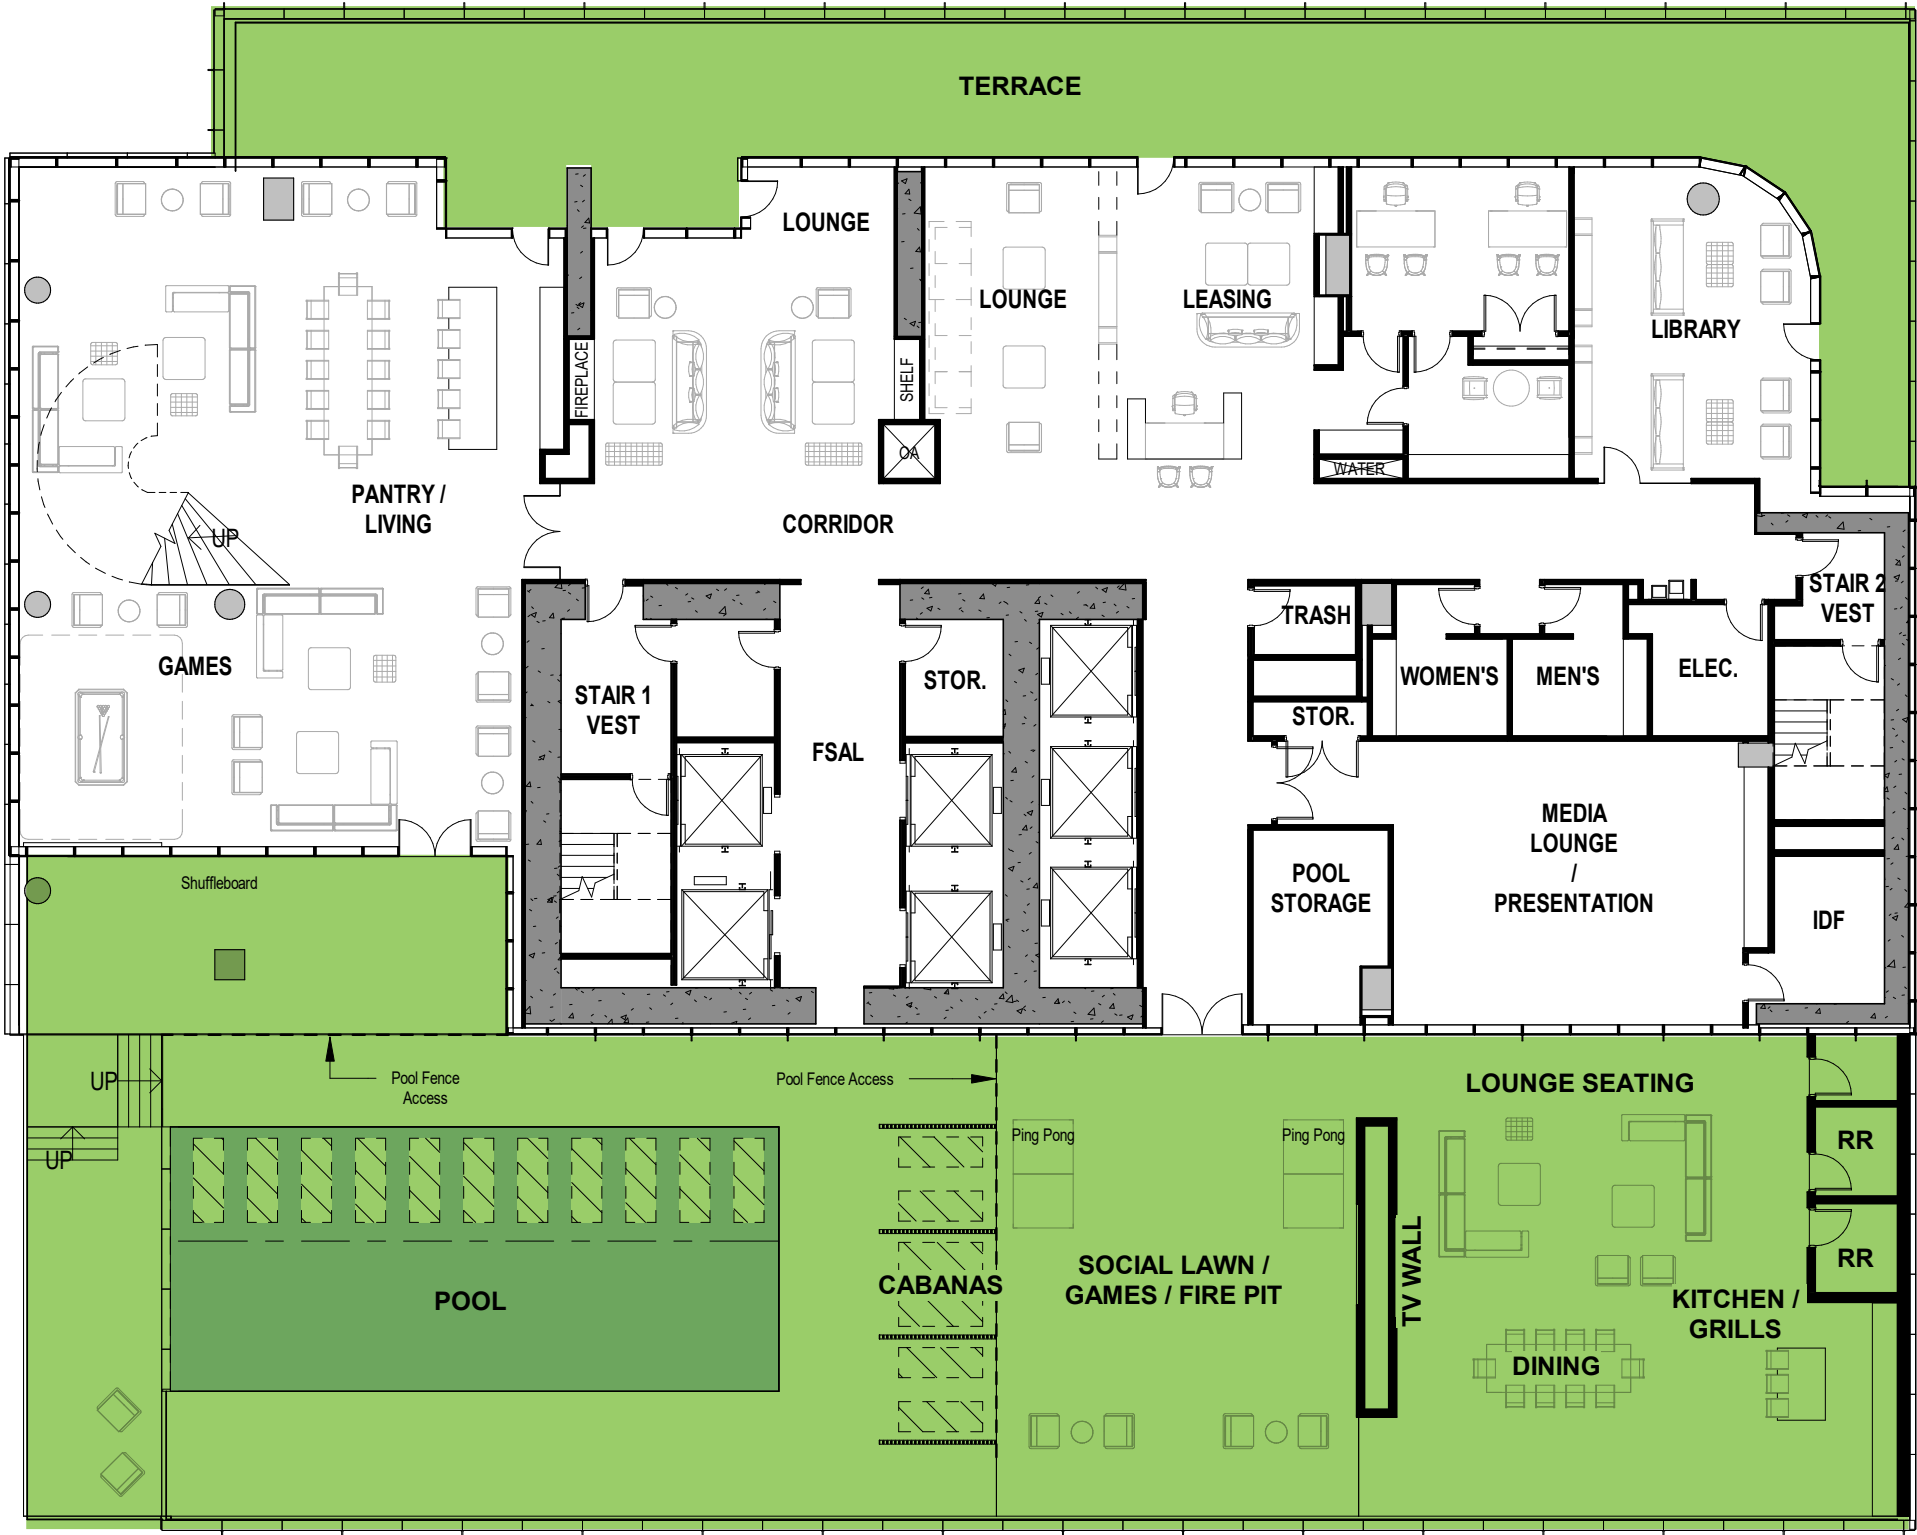 TERRACE
LOUNGE
LOUNGE
LEASING
LIBRARY
FIREPLACE
SHELF
OA
WATER
PANTRY /
LIVING
UP
CORRIDOR
STAIR 2
VEST
GAMES
TRASH
STAIR 1
VEST
STOR.
WOMEN'S
MEN'S
ELEC.
STOR.
FSAL
MEDIA
LOUNGE
/
PRESENTATION
POOL
STORAGE
IDF
Shuffleboard
UP
Pool Fence
Access
Pool Fence Access
LOUNGE SEATING
UP
Ping Pong
Ping Pong
RR
RR
POOL
CABANAS
SOCIAL LAWN /
GAMES / FIRE PIT
TV WALL
KITCHEN /
GRILLS
DINING